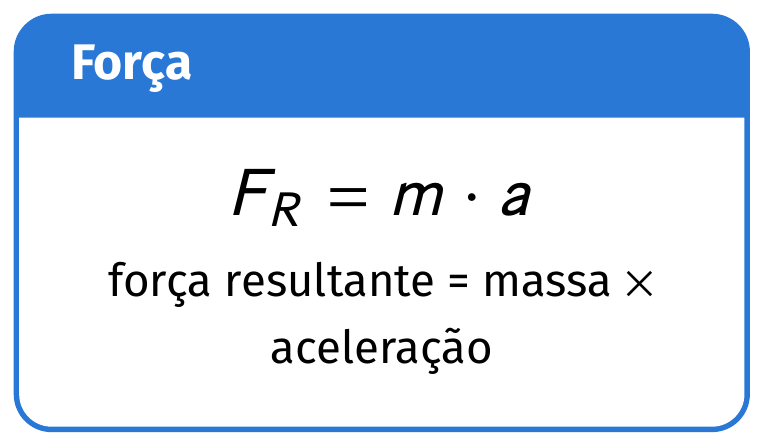 Força
F_R = m · a
força resultante = massa ×
aceleração